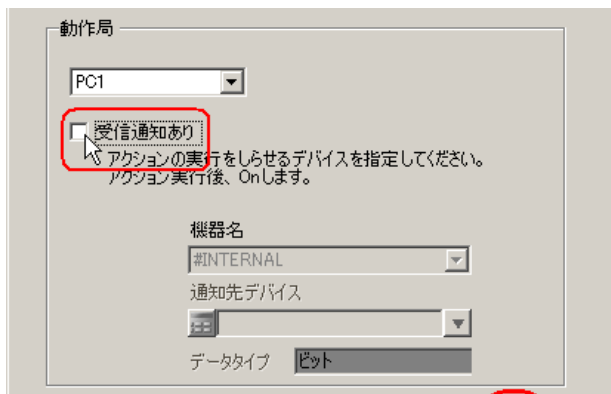 動作局
PC1
受信通知あり
アクションの実行をしらせるデバイスを指定してください。
アクション実行後、Onします。
機器名
#INTERNAL
通知先デバイス
データタイプ ビット